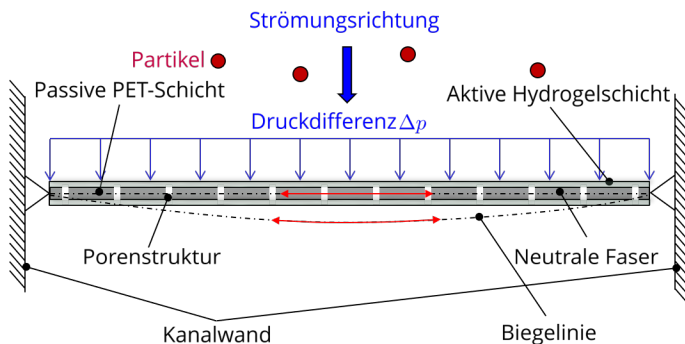 Strömungsrichtung
Partikel
Passive PET-Schicht
Aktive Hydrogelschicht
Druckdifferenz Δp
Porenstruktur
Neutrale Faser
Kanalwand
Biegelinie